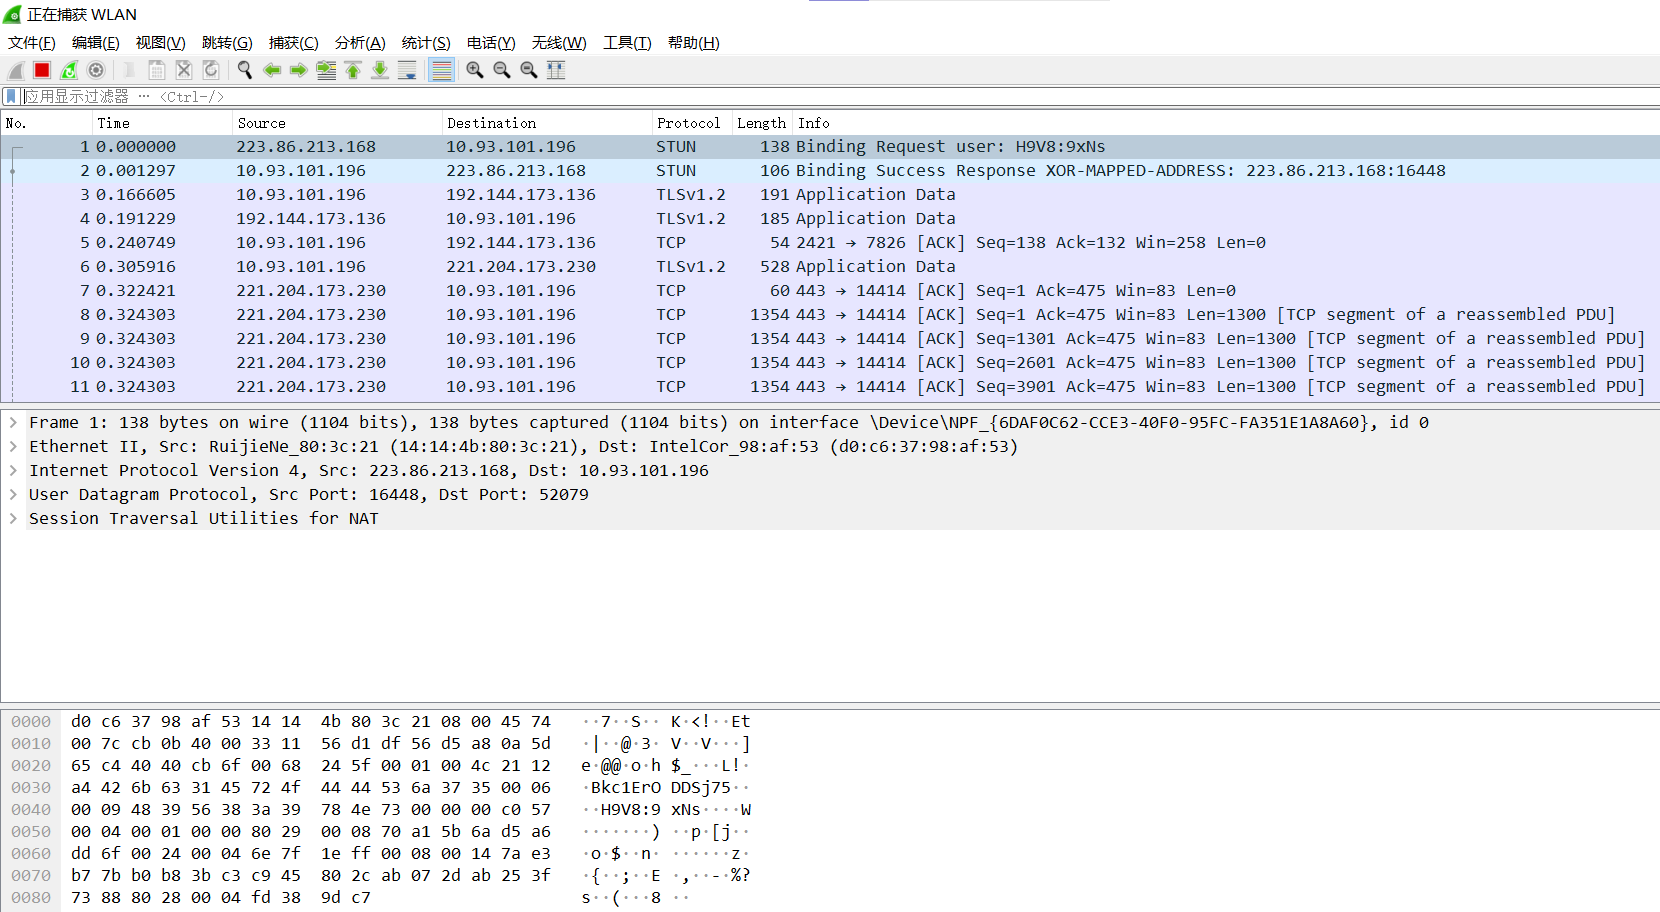 正在捕获 WLAN
文件(F) 编辑(E) 视图(V) 跳转(G) 捕获(C) 分析(A) 统计(S) 电话(Y) 无线(W) 工具(T) 帮助(H)
应用显示过滤器 … <Ctrl-/>
No. Time Source Destination Protocol Length Info
1 0.000000 223.86.213.168 10.93.101.196 STUN 138 Binding Request user: H9V8:9xNs
2 0.001297 10.93.101.196 223.86.213.168 STUN 106 Binding Success Response XOR-MAPPED-ADDRESS: 223.86.213.168:16448
3 0.166605 10.93.101.196 192.144.173.136 TLSv1.2 191 Application Data
4 0.191229 192.144.173.136 10.93.101.196 TLSv1.2 185 Application Data
5 0.240749 10.93.101.196 192.144.173.136 TCP 54 2421 → 7826 [ACK] Seq=138 Ack=132 Win=258 Len=0
6 0.305916 10.93.101.196 221.204.173.230 TLSv1.2 528 Application Data
7 0.322421 221.204.173.230 10.93.101.196 TCP 60 443 → 14414 [ACK] Seq=1 Ack=475 Win=83 Len=0
8 0.324303 221.204.173.230 10.93.101.196 TCP 1354 443 → 14414 [ACK] Seq=1 Ack=475 Win=83 Len=1300 [TCP segment of a reassembled PDU]
9 0.324303 221.204.173.230 10.93.101.196 TCP 1354 443 → 14414 [ACK] Seq=1301 Ack=475 Win=83 Len=1300 [TCP segment of a reassembled PDU]
10 0.324303 221.204.173.230 10.93.101.196 TCP 1354 443 → 14414 [ACK] Seq=2601 Ack=475 Win=83 Len=1300 [TCP segment of a reassembled PDU]
11 0.324303 221.204.173.230 10.93.101.196 TCP 1354 443 → 14414 [ACK] Seq=3901 Ack=475 Win=83 Len=1300 [TCP segment of a reassembled PDU]
Frame 1: 138 bytes on wire (1104 bits), 138 bytes captured (1104 bits) on interface \Device\NPF_{6DAF0C62-CCE3-40F0-95FC-FA351E1A8A60}, id 0
Ethernet II, Src: RuijieNe_80:3c:21 (14:14:4b:80:3c:21), Dst: IntelCor_98:af:53 (d0:c6:37:98:af:53)
Internet Protocol Version 4, Src: 223.86.213.168, Dst: 10.93.101.196
User Datagram Protocol, Src Port: 16448, Dst Port: 52079
Session Traversal Utilities for NAT
0000 d0 c6 37 98 af 53 14 14 4b 80 3c 21 08 00 45 74 ··7··S·· K·<!··Et
0010 00 7c cb 0b 40 00 33 11 56 d1 df 56 d5 a8 0a 5d ·|··@·3· V··V···]
0020 65 c4 40 40 cb 6f 00 68 24 5f 00 01 00 4c 21 12 e·@@·o·h $_···L!·
0030 a4 42 6b 63 31 45 72 4f 44 44 53 6a 37 35 00 06 ·Bkc1ErO DDSj75··
0040 00 09 48 39 56 38 3a 39 78 4e 73 00 00 00 c0 57 ··H9V8:9 xNs····W
0050 00 04 00 01 00 00 80 29 00 08 70 a1 5b 6a d5 a6 ·······) ··p·[j··
0060 dd 6f 00 24 00 04 6e 7f 1e ff 00 08 00 14 7a e3 ·o·$··n· ······z·
0070 b7 7b b0 b8 3b c3 c9 45 80 2c ab 07 2d ab 25 3f ·{··;··E ·,··-·%?
0080 73 88 80 28 00 04 fd 38 9d c7 s··(···8 ··